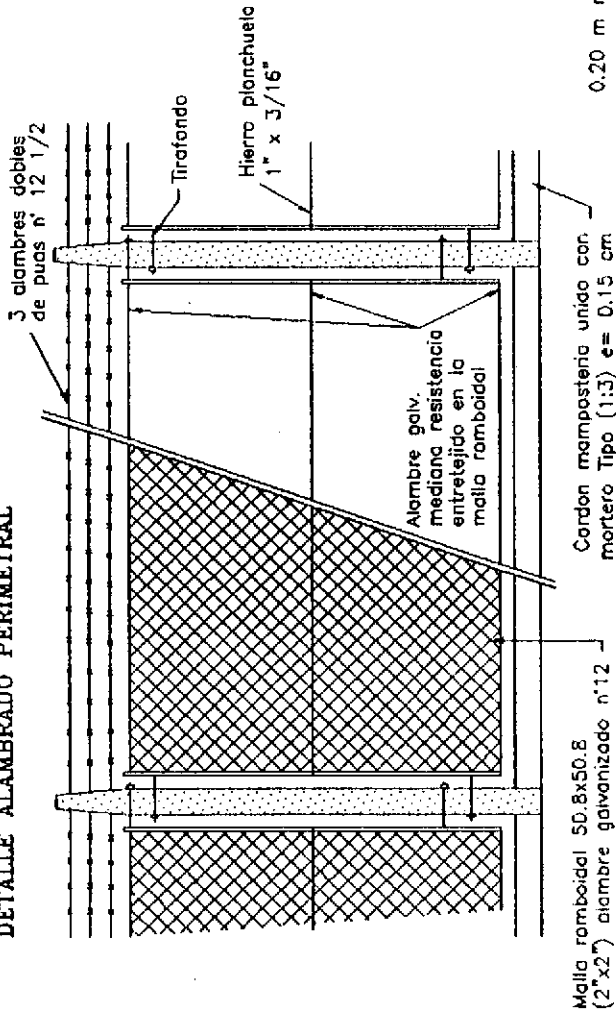 DETALLE ALAMBRADO PERIMETRAL
3 alambres dobles
de puas n° 12 1/2
Tirafondo
Hierro planchuela
1" x 3/16"
Alambre galv.
mediana resistencia
entretejido en la
malla romboidal
Malla romboidal 50.8x50.8
(2"x2") alambre galvanizado n°12
Cordon mamposteria unido con
mortero Tipo (1:3) e= 0.15 cm
0.20 m